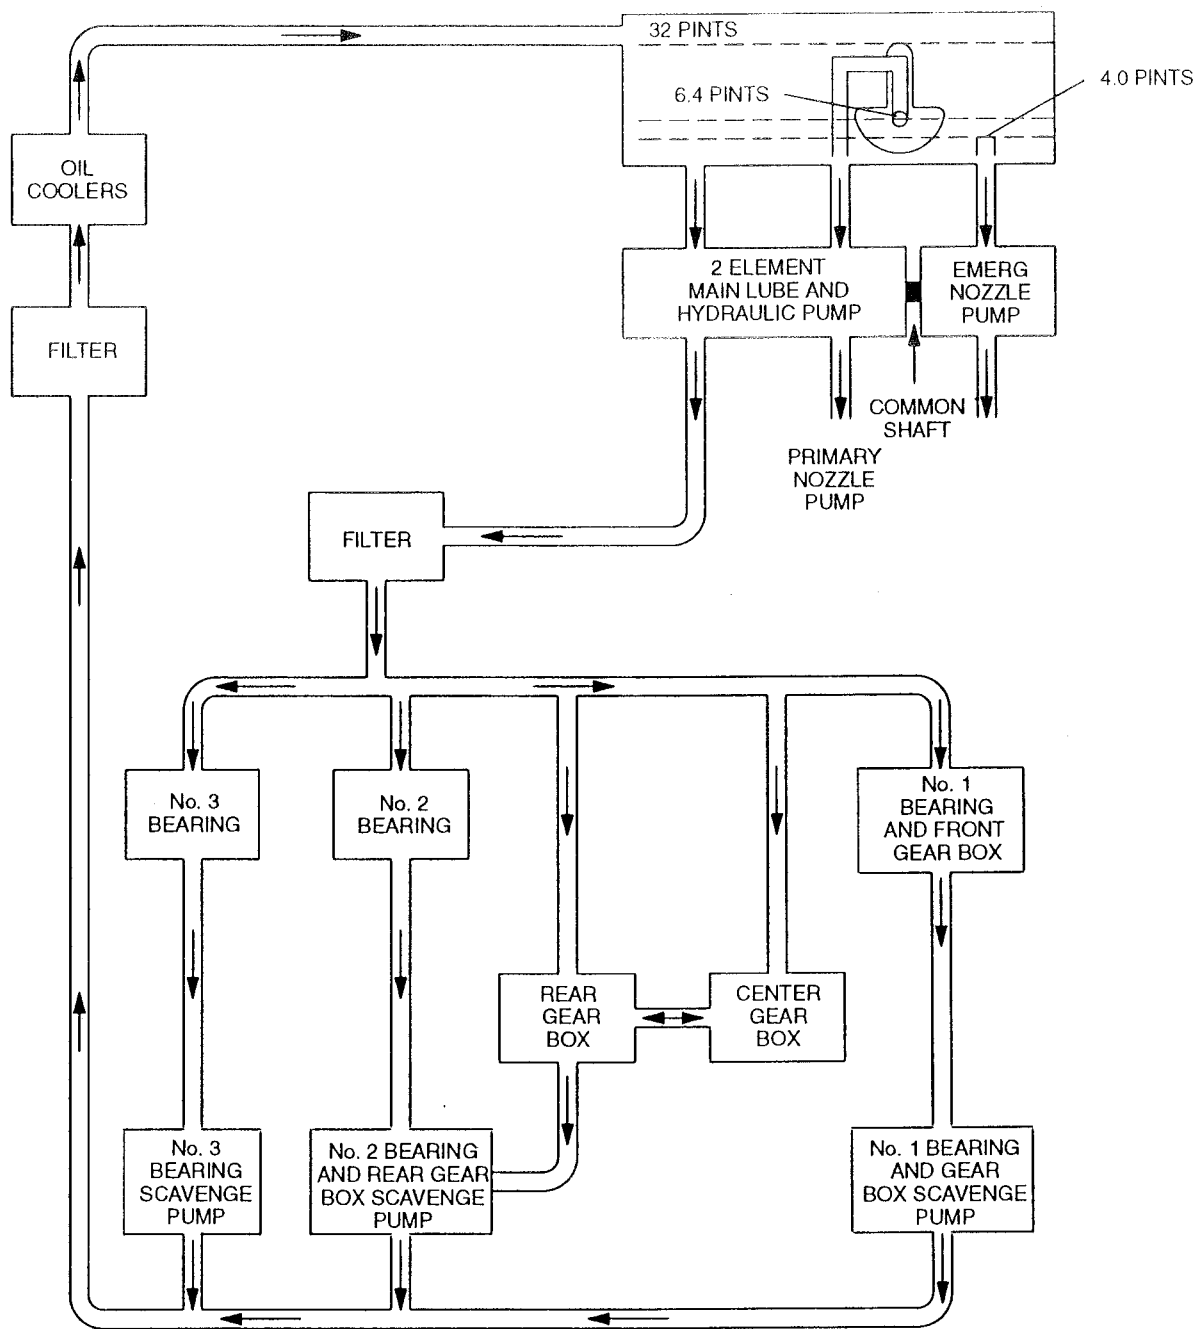 32 PINTS
6.4 PINTS
4.0 PINTS
OIL
COOLERS
FILTER
2 ELEMENT
MAIN LUBE AND
HYDRAULIC PUMP
EMERG
NOZZLE
PUMP
COMMON
SHAFT
PRIMARY
NOZZLE
PUMP
FILTER
No. 3
BEARING
No. 2
BEARING
No. 1
BEARING
AND FRONT
GEAR BOX
REAR
GEAR
BOX
CENTER
GEAR
BOX
No. 3
BEARING
SCAVENGE
PUMP
No. 2 BEARING
AND REAR GEAR
BOX SCAVENGE
PUMP
No. 1 BEARING
AND GEAR
BOX SCAVENGE
PUMP